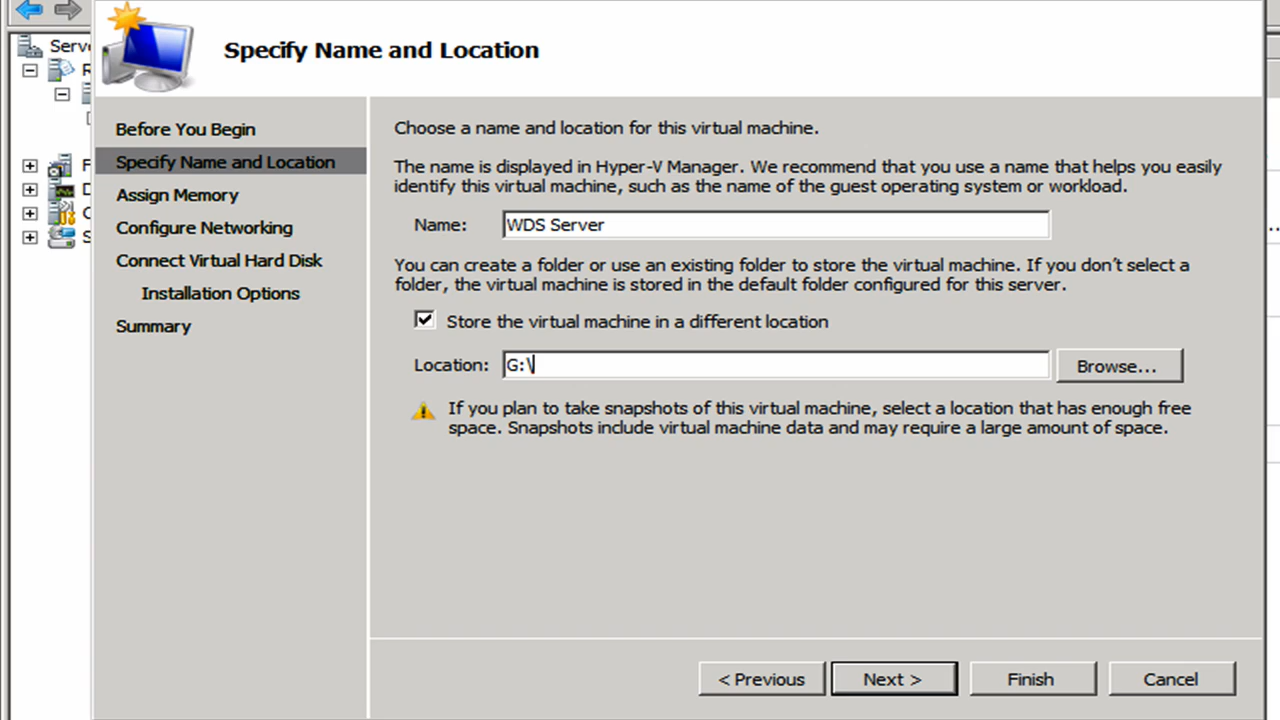 Specify Name and Location
Serv
Before You Begin
Specify Name and Location
Assign Memory
Configure Networking
Connect Virtual Hard Disk
Installation Options
Summary
Choose a name and location for this virtual machine.
The name is displayed in Hyper-V Manager. We recommend that you use a name that helps you easily
identify this virtual machine, such as the name of the guest operating system or workload.
Name: WDS Server
You can create a folder or use an existing folder to store the virtual machine. If you don't select a
folder, the virtual machine is stored in the default folder configured for this server.
Store the virtual machine in a different location
Location: G:\ Browse...
If you plan to take snapshots of this virtual machine, select a location that has enough free
space. Snapshots include virtual machine data and may require a large amount of space.
< Previous Next > Finish Cancel